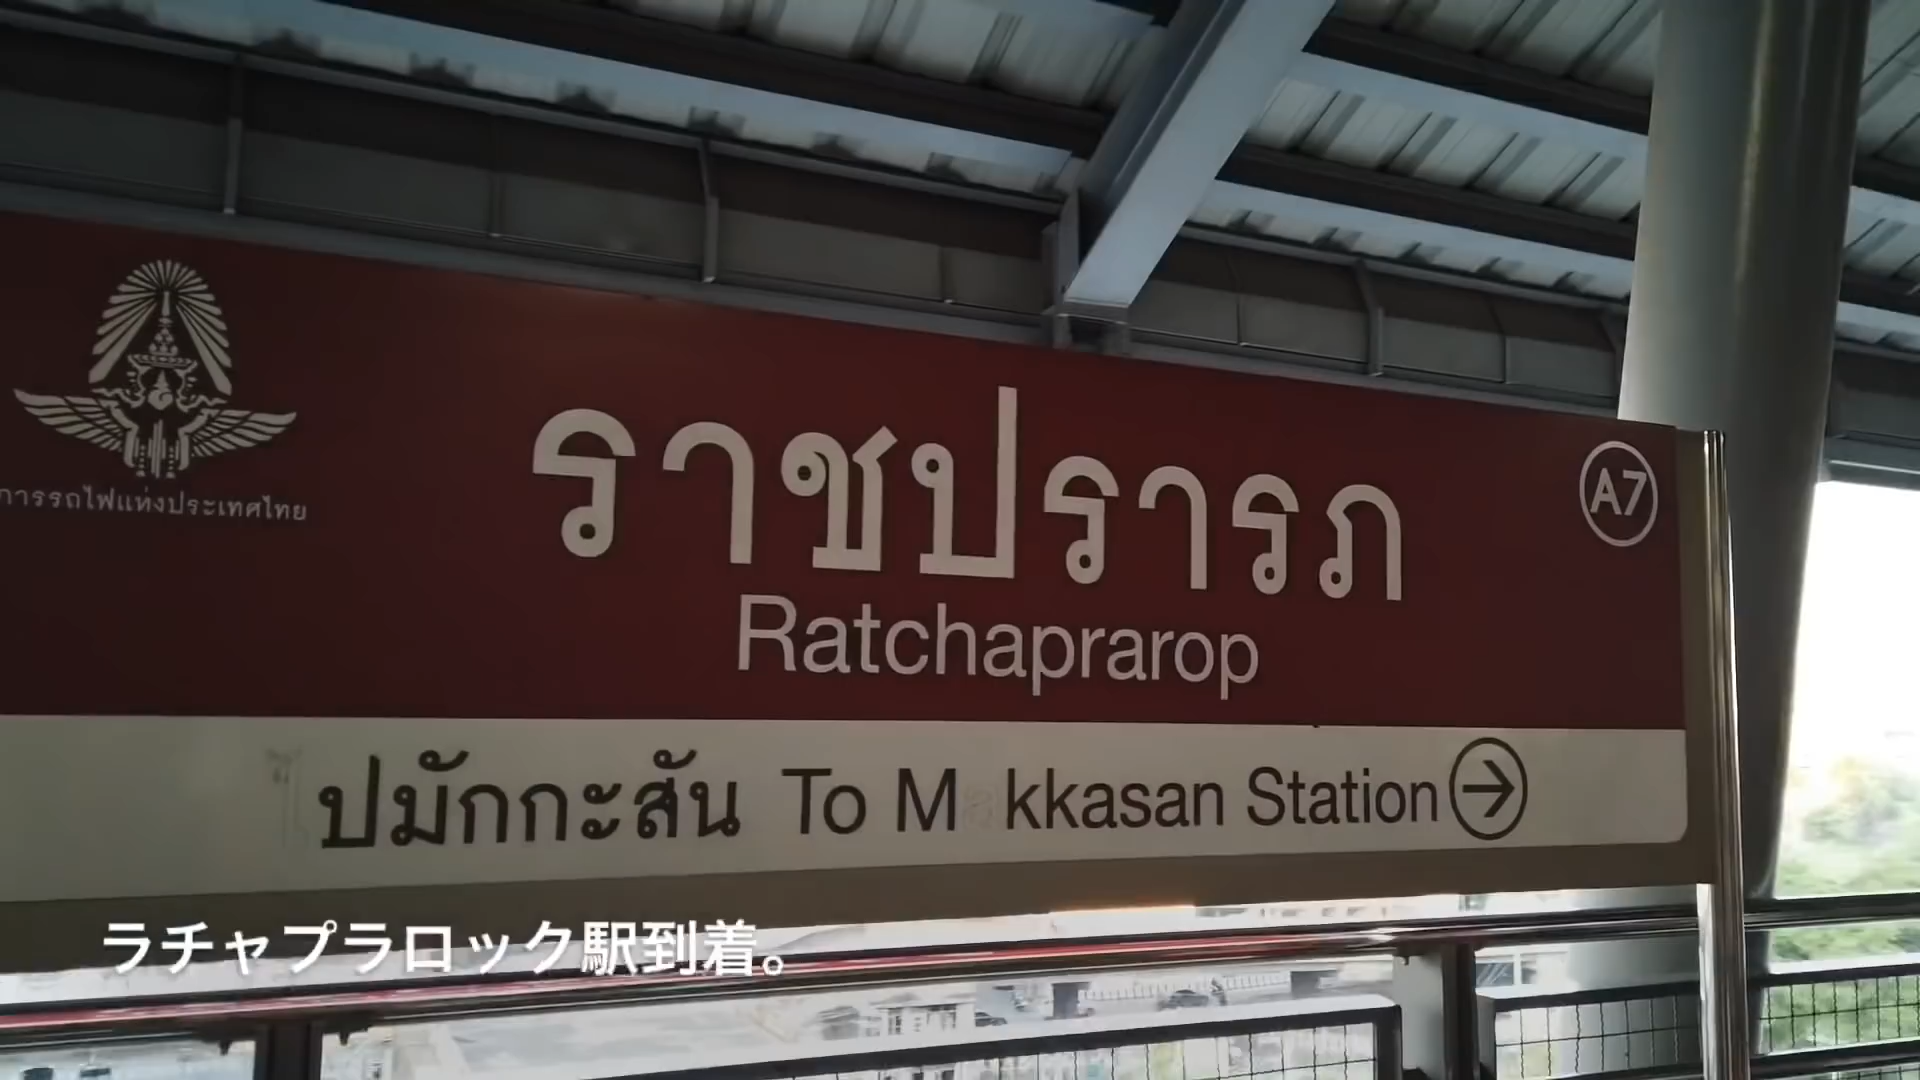 การรถไฟแห่งประเทศไทย
ราชปรารภ
A7
Ratchaprarop
ปมักกะสัน To M kkasan Station
ラチャプラロック駅到着。